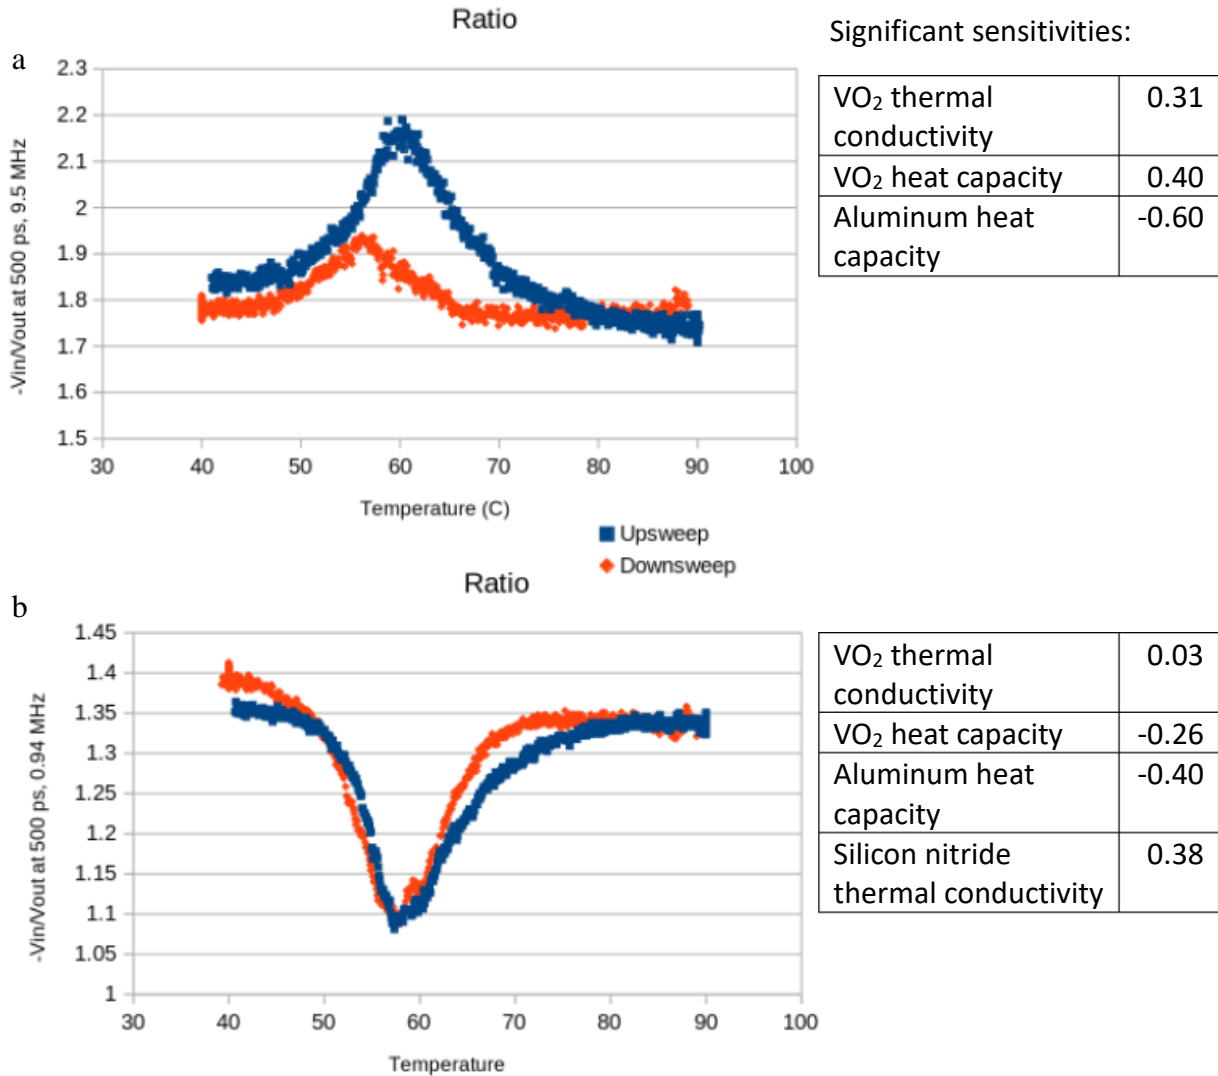 Ratio
Significant sensitivities:
a
2.3
2.2
2.1
2
1.9
1.8
1.7
1.6
1.5
-Vin/Vout at 500 ps, 9.5 MHz
30 40 50 60 70 80 90 100
Temperature (C)
VO₂ thermal
conductivity
0.31
VO₂ heat capacity
0.40
Aluminum heat
capacity
-0.60
Upsweep
Downsweep
Ratio
b
1.45
1.4
1.35
1.3
1.25
1.2
1.15
1.1
1.05
1
-Vin/Vout at 500 ps, 0.94 MHz
30 40 50 60 70 80 90 100
Temperature
VO₂ thermal
conductivity
0.03
VO₂ heat capacity
-0.26
Aluminum heat
capacity
-0.40
Silicon nitride
thermal conductivity
0.38